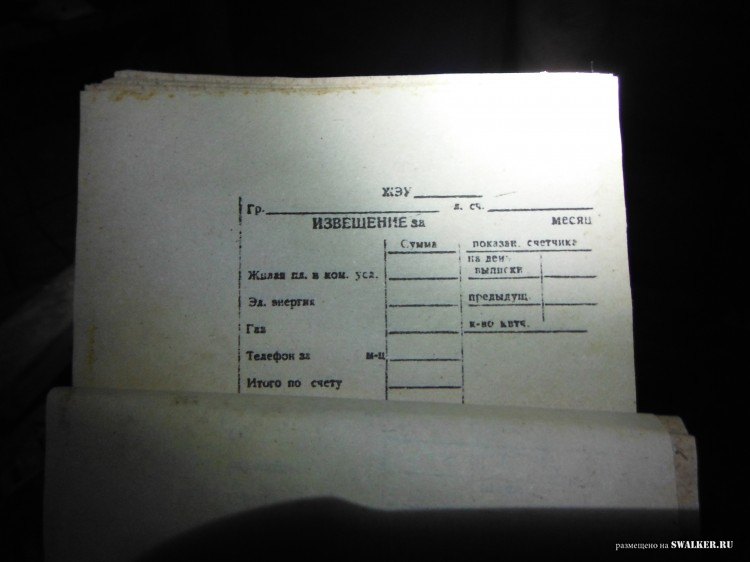 ЖЭУ
Гр. л. сч.
ИЗВЕЩЕНИЕ за месяц
Сумма показан. счетчика
на день
Жилая пл. и ком. усл. выписки
Эл. энергия предыдущ.
Газ к-во квтч.
Телефон за м-ц
Итого по счету
размещено на SWALKER.RU